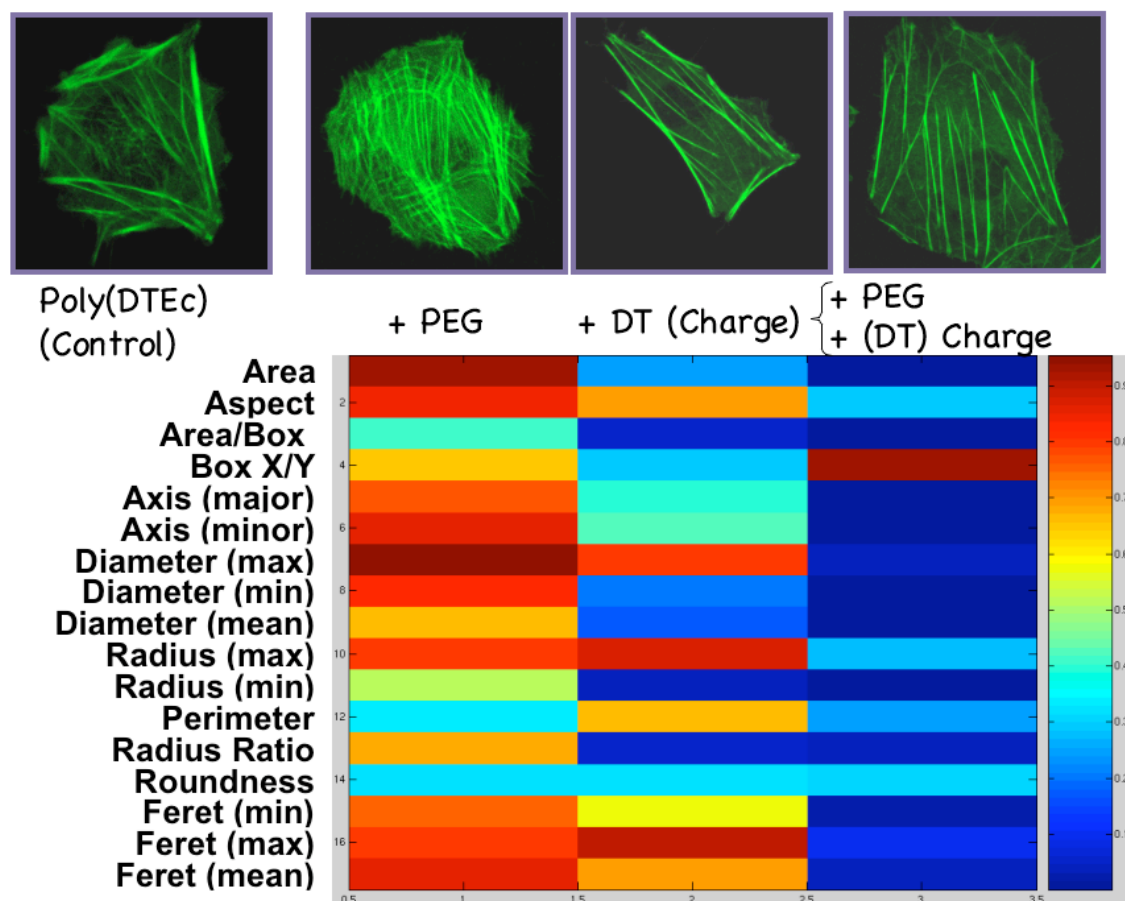 Poly(DTEc)
(Control)
+ PEG
+ DT (Charge)
+ PEG
+ (DT) Charge
Area
Aspect
Area/Box
Box X/Y
Axis (major)
Axis (minor)
Diameter (max)
Diameter (min)
Diameter (mean)
Radius (max)
Radius (min)
Perimeter
Radius Ratio
Roundness
Feret (min)
Feret (max)
Feret (mean)
2
4
6
8
10
12
14
16
0.5
1
1.5
2
2.5
3
3.5